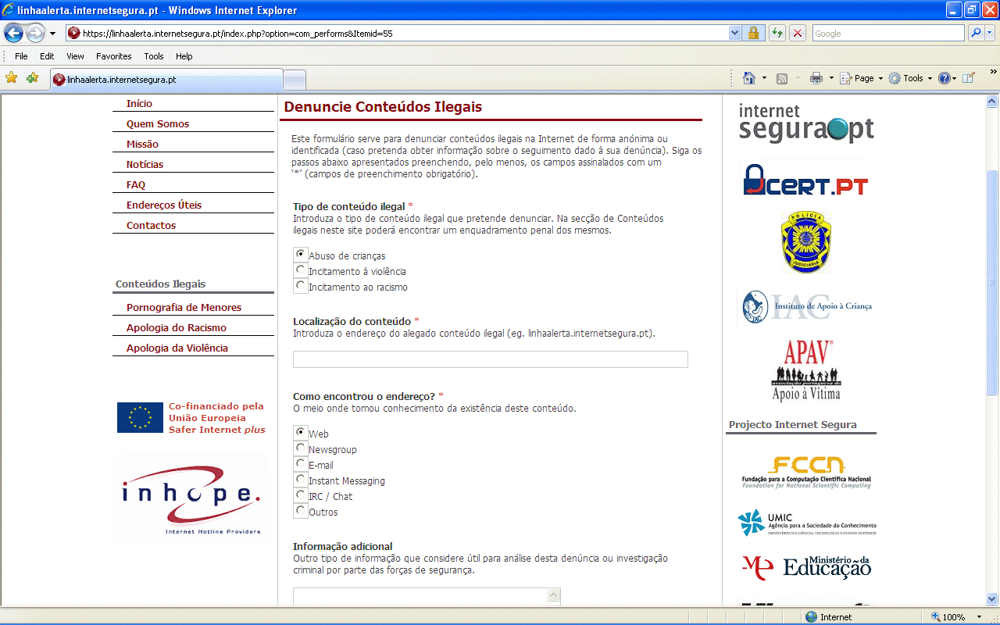 linhaalerta.internetsegura.pt - Windows Internet Explorer
https://linhaalerta.internetsegura.pt/index.php?option=com_performs&Itemid=55
Google
File Edit View Favorites Tools Help
linhaalerta.internetsegura.pt
Page Tools
Início
Quem Somos
Missão
Notícias
FAQ
Endereços Úteis
Contactos
Conteúdos Ilegais
Pornografia de Menores
Apologia do Racismo
Apologia da Violência
Co-financiado pela
União Europeia
Safer Internet plus
inhope.
Internet Hotline Providers
Denuncie Conteúdos Ilegais
Este formulário serve para denunciar conteúdos ilegais na Internet de forma anónima ou
identificada (caso pretenda obter informação sobre o seguimento dado à sua denúncia). Siga os
passos abaixo apresentados preenchendo, pelo menos, os campos assinalados com um
‘*’ (campos de preenchimento obrigatório).
Tipo de conteúdo ilegal *
Introduza o tipo de conteúdo ilegal que pretende denunciar. Na secção de Conteúdos
ilegais neste site poderá encontrar um enquadramento penal dos mesmos.
Abuso de crianças
Incitamento à violência
Incitamento ao racismo
Localização do conteúdo *
Introduza o endereço do alegado conteúdo ilegal (eg. linhaalerta.internetsegura.pt).
Como encontrou o endereço? *
O meio onde tomou conhecimento da existência deste conteúdo.
Web
Newsgroup
E-mail
Instant Messaging
IRC / Chat
Outros
Informação adicional
Outro tipo de informação que considere útil para análise desta denúncia ou investigação
criminal por parte das forças de segurança.
internet
segura pt
CERT.PT
POLÍCIA
JUDICIÁRIA
IAC
IAC Instituto de Apoio à Criança
APAV®
associação portuguesa de
Apoio à Vítima
Projecto Internet Segura
FCCN
Fundação para a Computação Científica Nacional
Foundation for National Scientific Computing
UMIC
Agência para a Sociedade do Conhecimento
MINISTÉRIO DA CIÊNCIA, TECNOLOGIA E ENSINO SUPERIOR
Ministério da
Educação
Internet
100%